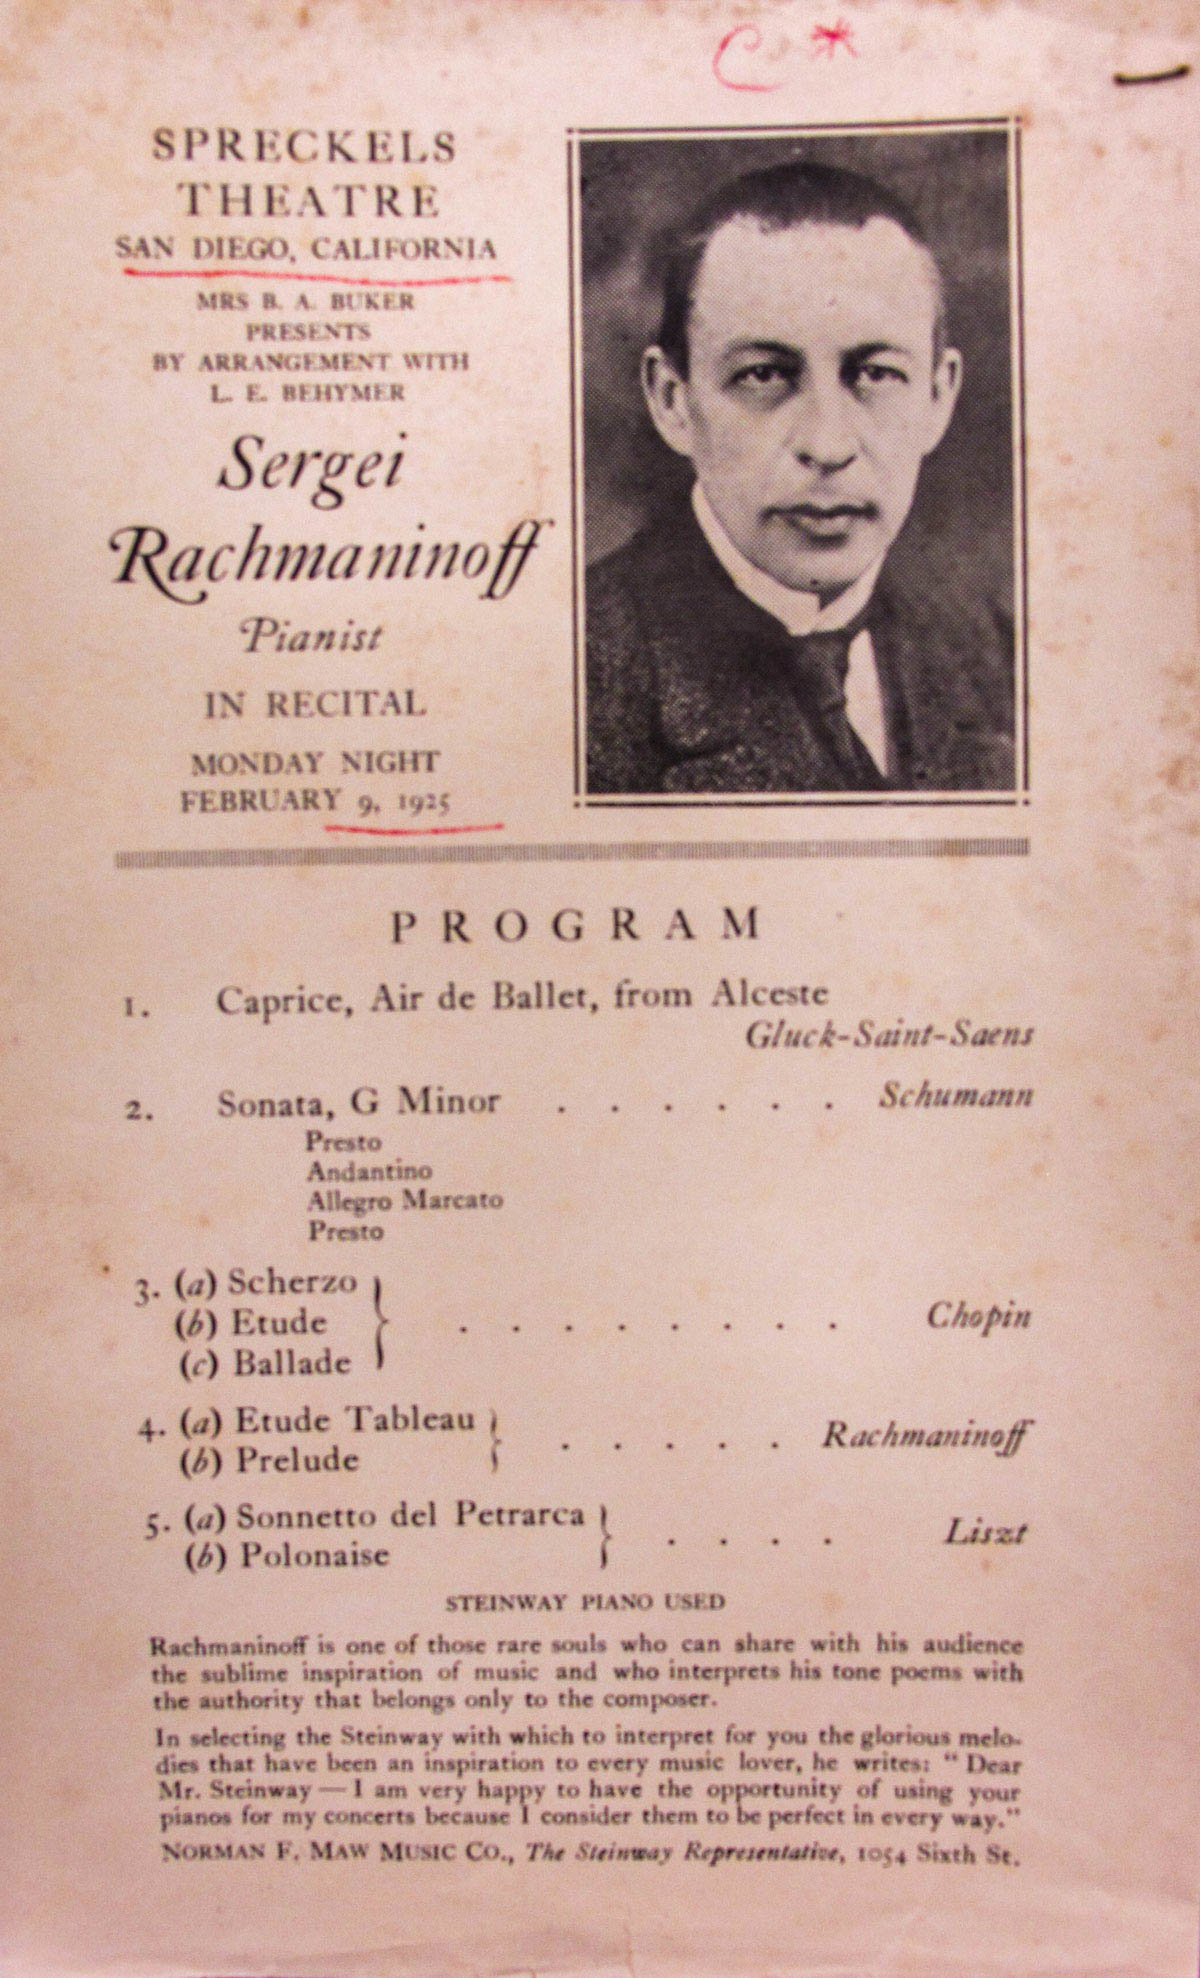 SPRECKELS
THEATRE
SAN DIEGO, CALIFORNIA
MRS B. A. BUKER
PRESENTS
BY ARRANGEMENT WITH
L. E. BEHYMER
Sergei
Rachmaninoff
Pianist
IN RECITAL
MONDAY NIGHT
FEBRUARY 9, 1925
PROGRAM
1. Caprice, Air de Ballet, from Alceste
Gluck-Saint-Saens
2. Sonata, G Minor . . . . . . Schumann
Presto
Andantino
Allegro Marcato
Presto
3. (a) Scherzo
(b) Etude . . . . . . . . Chopin
(c) Ballade
4. (a) Etude Tableau
(b) Prelude . . . . . Rachmaninoff
5. (a) Sonnetto del Petrarca
(b) Polonaise . . . . Liszt
STEINWAY PIANO USED
Rachmaninoff is one of those rare souls who can share with his audience
the sublime inspiration of music and who interprets his tone poems with
the authority that belongs only to the composer.
In selecting the Steinway with which to interpret for you the glorious melo-
dies that have been an inspiration to every music lover, he writes: "Dear
Mr. Steinway — I am very happy to have the opportunity of using your
pianos for my concerts because I consider them to be perfect in every way."
NORMAN F. MAW MUSIC CO., The Steinway Representative, 1054 Sixth St.